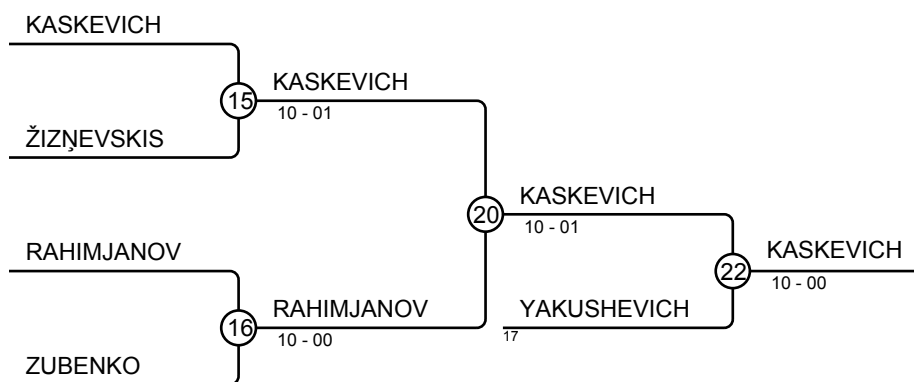 KASKEVICH
15
KASKEVICH
10 - 01
ŽIZŅEVSKIS
20
KASKEVICH
10 - 01
RAHIMJANOV
22
KASKEVICH
10 - 00
16
RAHIMJANOV
10 - 00
YAKUSHEVICH
17
ZUBENKO